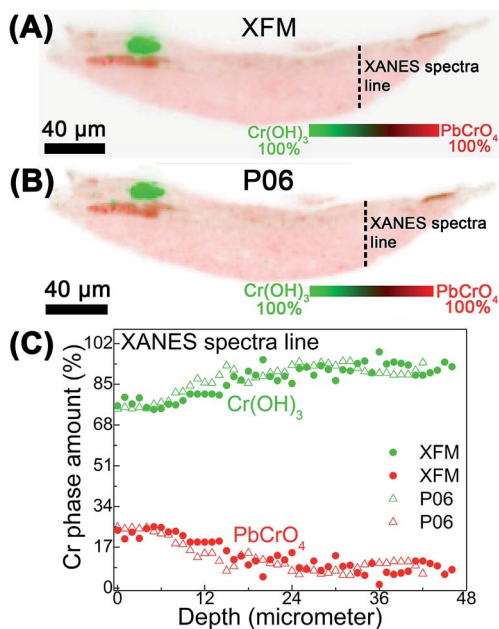 (A)
XFM
XANES spectra
line
Cr(OH)₃
100%
PbCrO₄
100%
40 µm
(B)
P06
XANES spectra
line
Cr(OH)₃
100%
PbCrO₄
100%
40 µm
(C)
XANES spectra line
Cr phase amount (%)
102
85
68
51
34
17
0
Cr(OH)₃
XFM
XFM
P06
P06
PbCrO₄
0 12 24 36 48
Depth (micrometer)